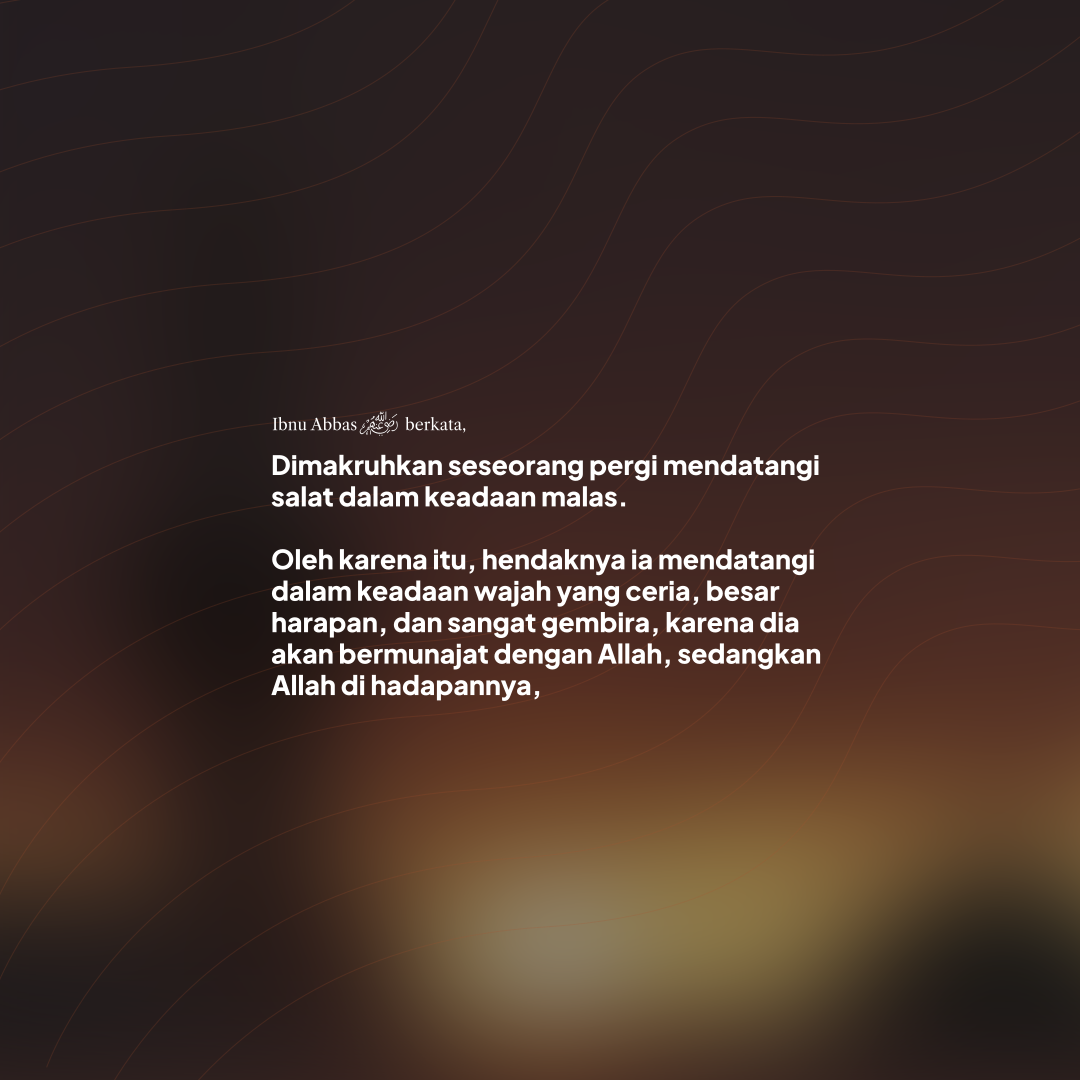 Ibnu Abbas رضي الله عنهما berkata,
Dimakruhkan seseorang pergi mendatangi
salat dalam keadaan malas.
Oleh karena itu, hendaknya ia mendatangi
dalam keadaan wajah yang ceria, besar
harapan, dan sangat gembira, karena dia
akan bermunajat dengan Allah, sedangkan
Allah di hadapannya,